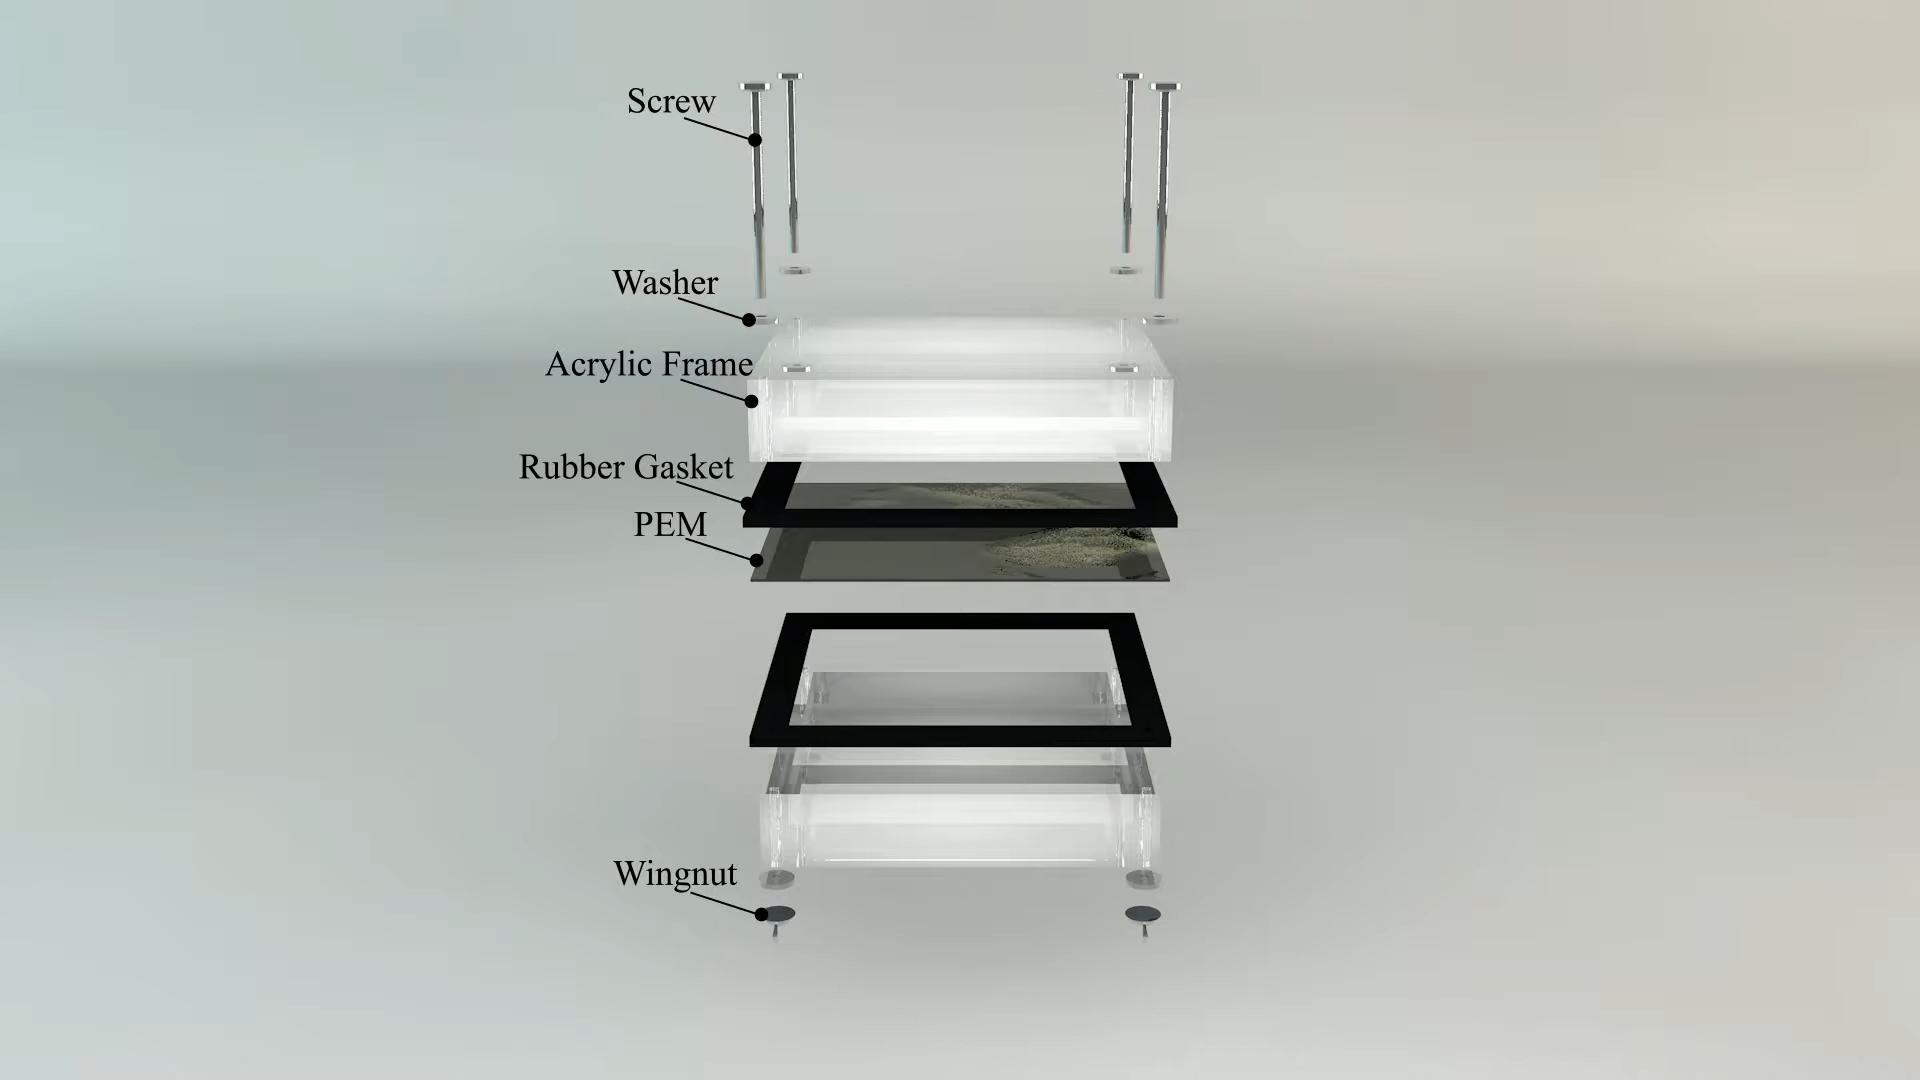 Screw
Washer
Acrylic Frame
Rubber Gasket
PEM
Wingnut